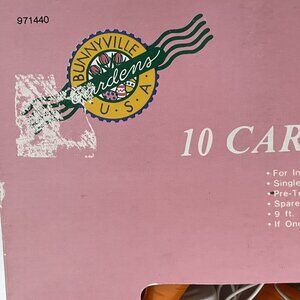 971440
BUNNYVILLE
Gardens
U.S.A
10 CAR
• For In
• Single
• Pre-Te
• Spare
• 9 ft.
• If One